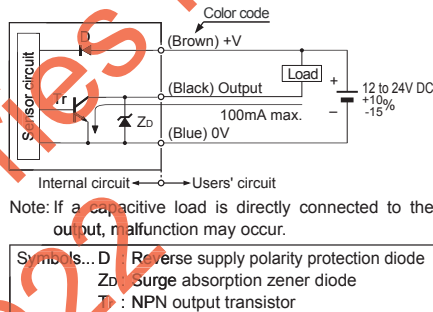 Color code
D
(Brown) +V
Sensor circuit
Load
+
(Black) Output
12 to 24V DC
+10%
-15
Tr
ZD
100mA max.
–
(Blue) 0V
Internal circuit
Users' circuit
Note: If a capacitive load is directly connected to the
output, malfunction may occur.
Symbols... D : Reverse supply polarity protection diode
ZD : Surge absorption zener diode
Tr : NPN output transistor